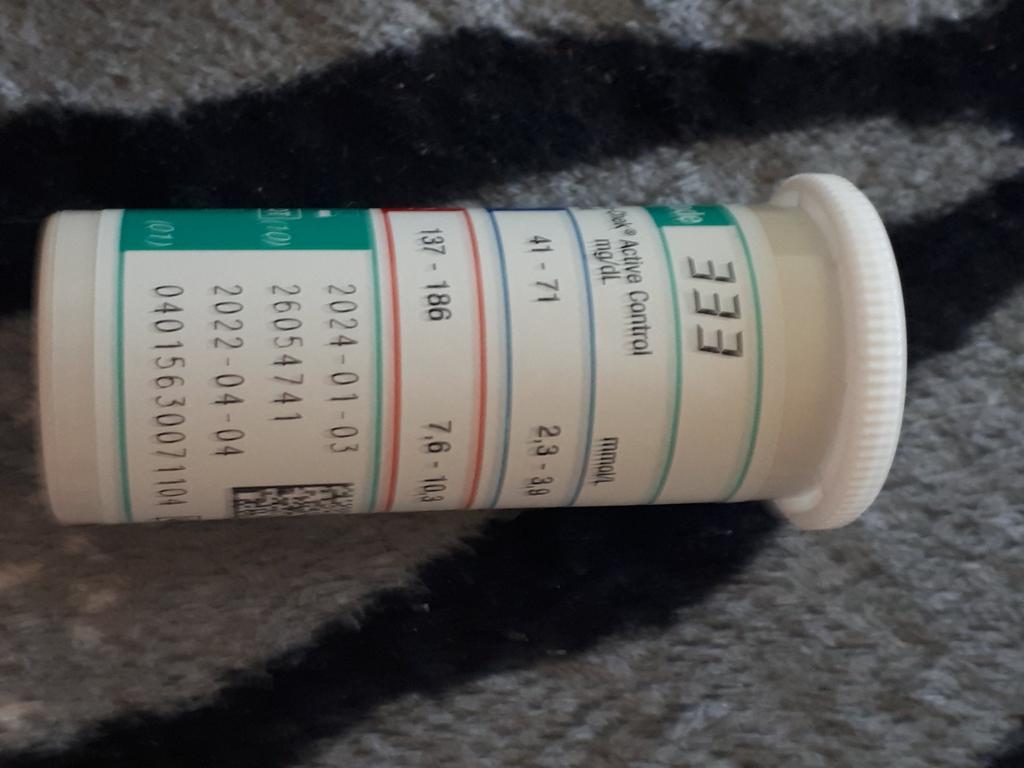 333
Chek® Active Control
mg/dL mmol/L
41 - 71 2,3 - 3,9
137 - 186 7,6 - 10,3
2024-01-03
(10) 26054741
2022-04-04
(01) 04015630071104